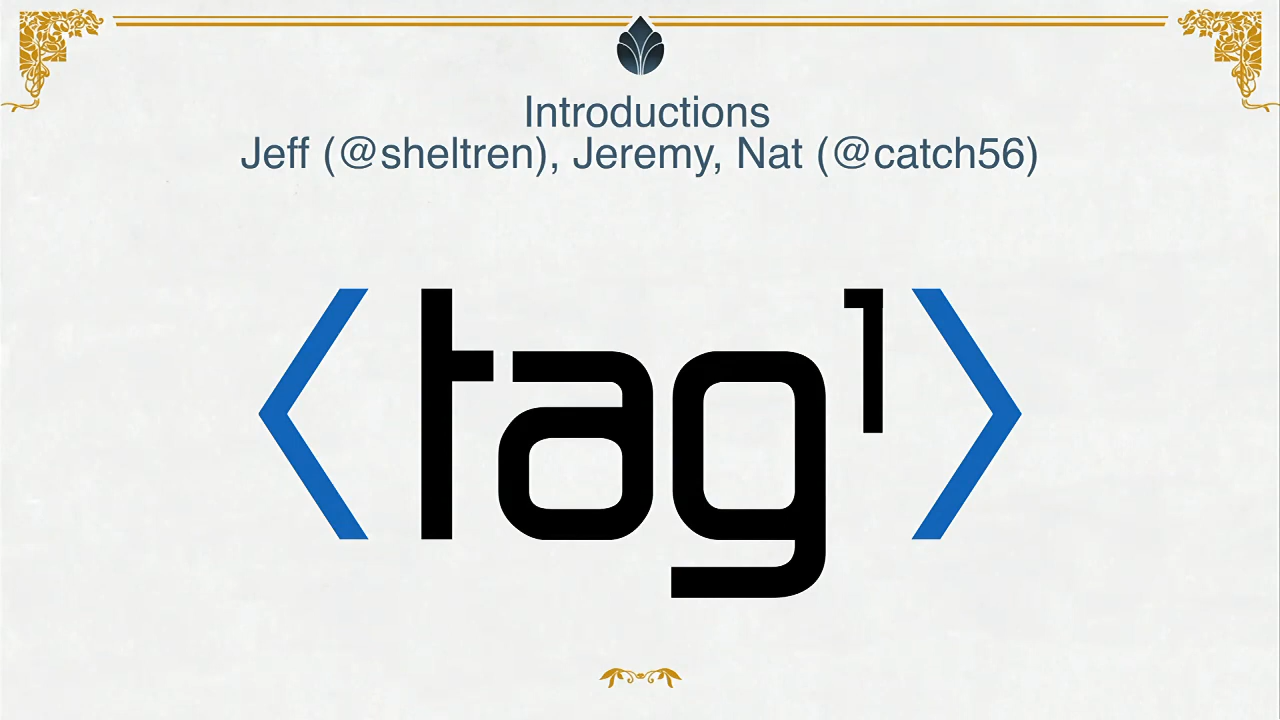 Introductions
Jeff (@sheltren), Jeremy, Nat (@catch56)
<tag1>